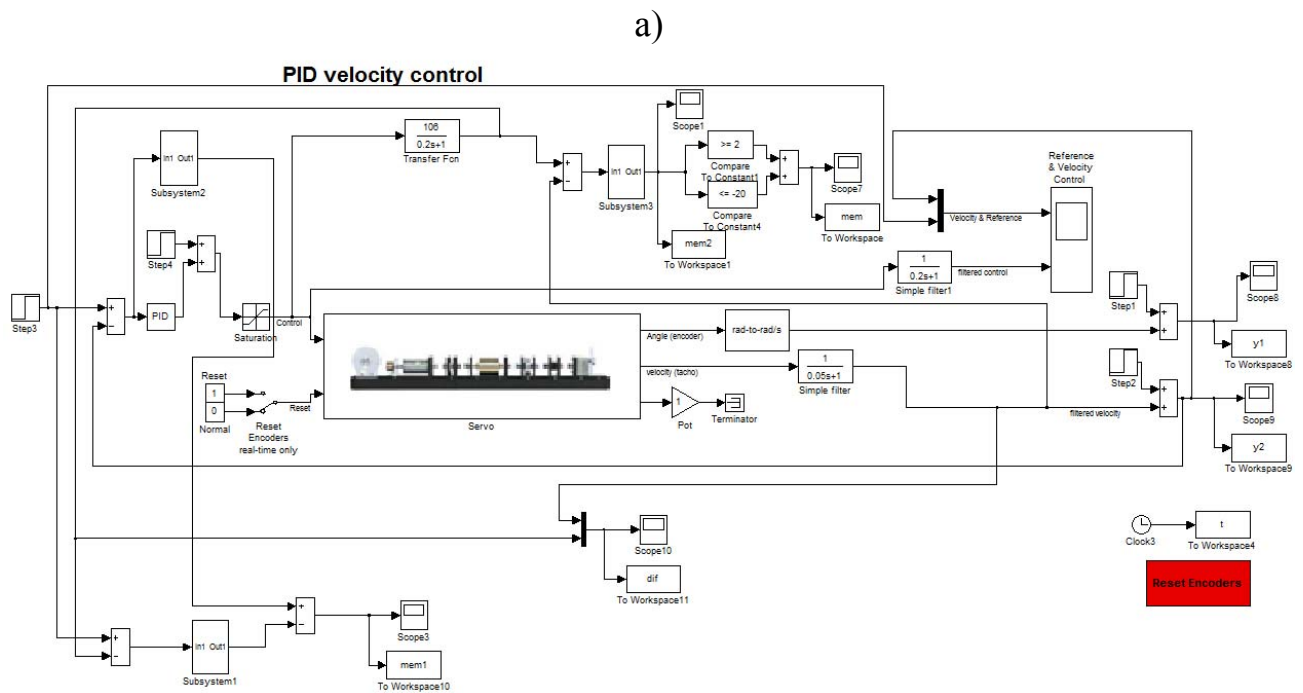 a)
PID velocity control
Scope1
106
0.2s+1
Transfer Fcn
In1 Out1
Subsystem2
+
−
In1 Out1
Subsystem3
>= 2
Compare
To Constant1
<= -20
Compare
To Constant4
+
+
Scope7
mem
To Workspace
mem2
To Workspace1
Reference
& Velocity
Control
Velocity & Reference
1
0.2s+1
Simple filter1
filtered control
Step4
+
+
Step3
+
−
PID
Saturation
Control
Angle (encoder)
rad-to-rad/s
velocity (tacho)
1
0.05s+1
Simple filter
Step1
+
+
Scope8
y1
To Workspace8
Step2
+
+
filtered velocity
Scope9
y2
To Workspace9
Reset
1
0
Normal
Reset
Encoders
real-time only
Reset
Servo
1
Pot
Terminator
Scope10
dif
To Workspace11
Clock3
t
To Workspace4
Reset Encoders
+
−
In1 Out1
Subsystem1
+
−
Scope3
mem1
To Workspace10